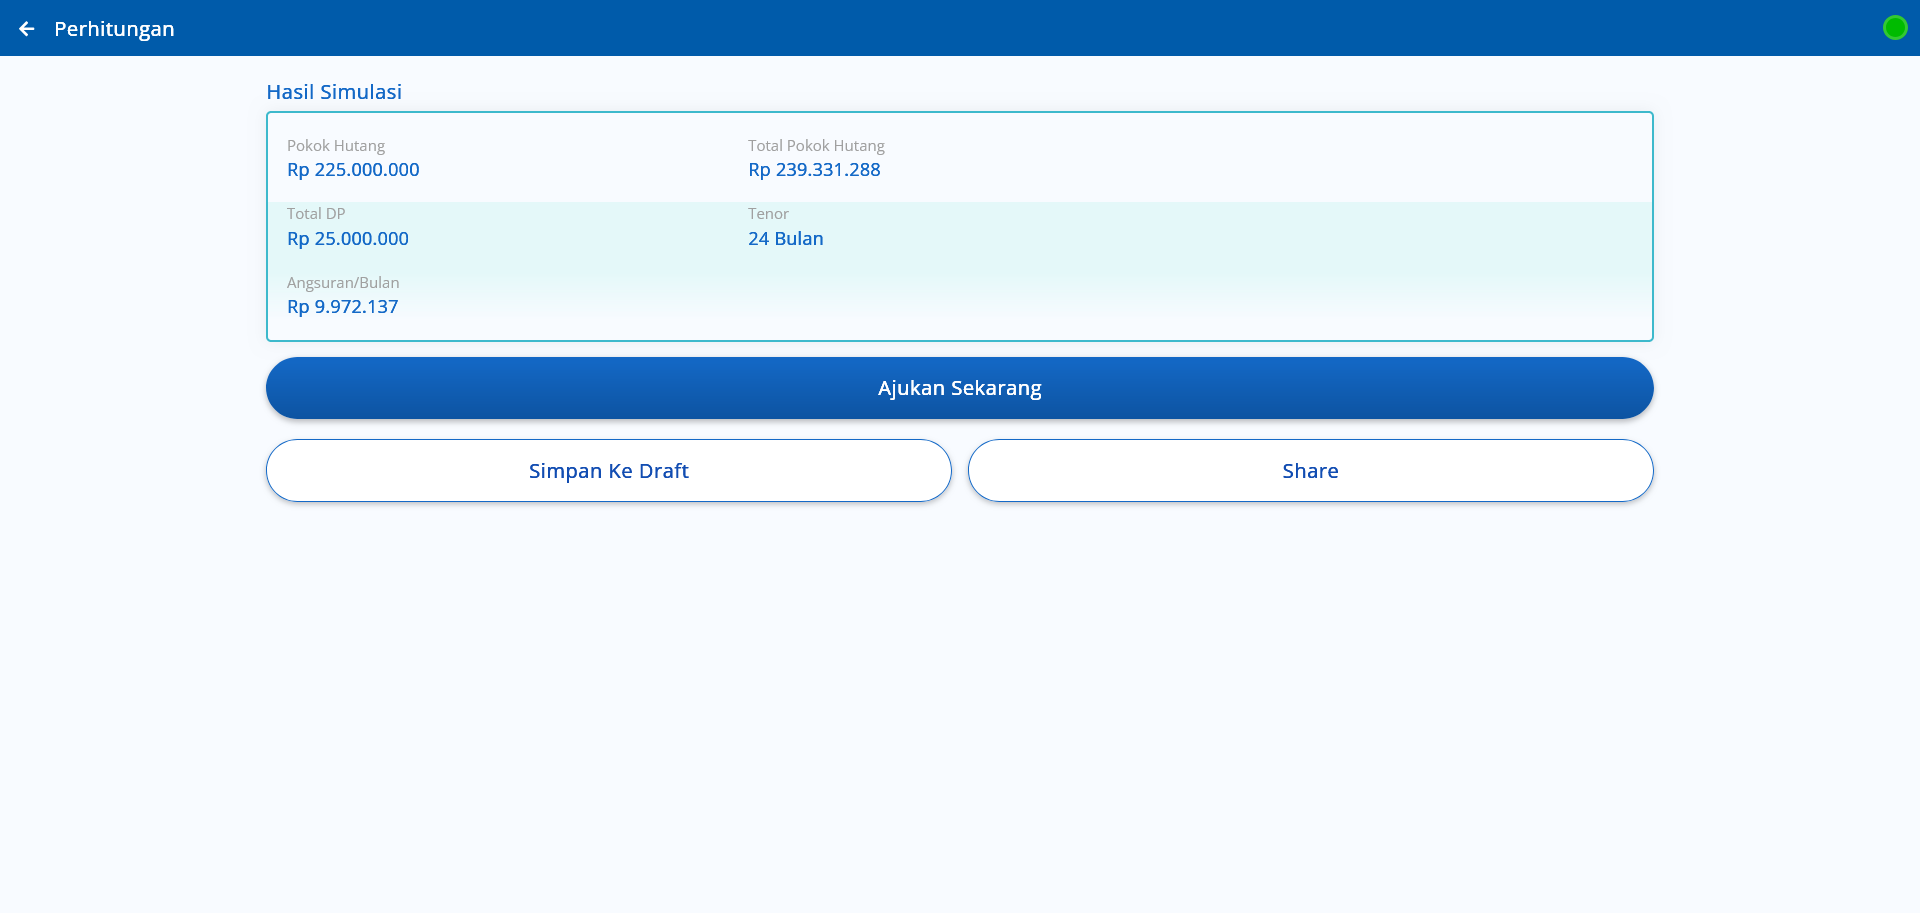 Perhitungan
Hasil Simulasi
Pokok Hutang
Rp 225.000.000
Total Pokok Hutang
Rp 239.331.288
Total DP
Rp 25.000.000
Tenor
24 Bulan
Angsuran/Bulan
Rp 9.972.137
Ajukan Sekarang
Simpan Ke Draft
Share